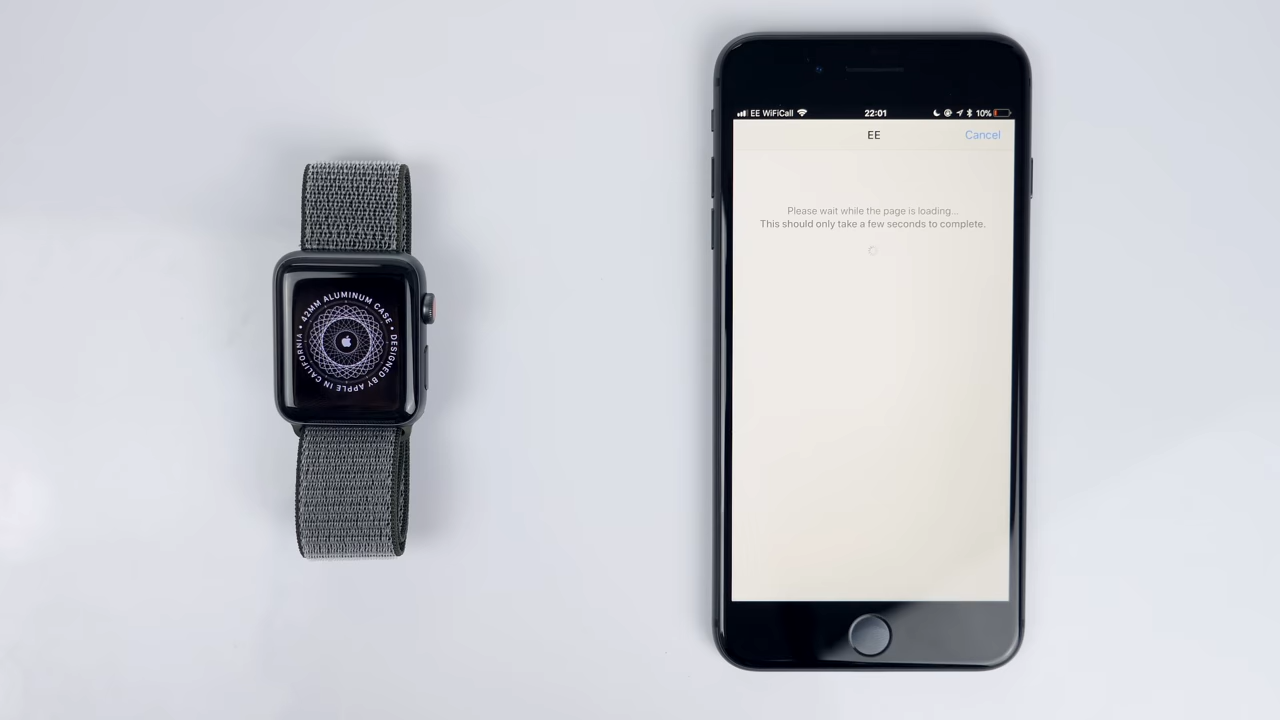 42MM ALUMINUM CASE • DESIGNED BY APPLE IN CALIFORNIA •
EE WiFiCall 22:01 10%
EE Cancel
Please wait while the page is loading...
This should only take a few seconds to complete.